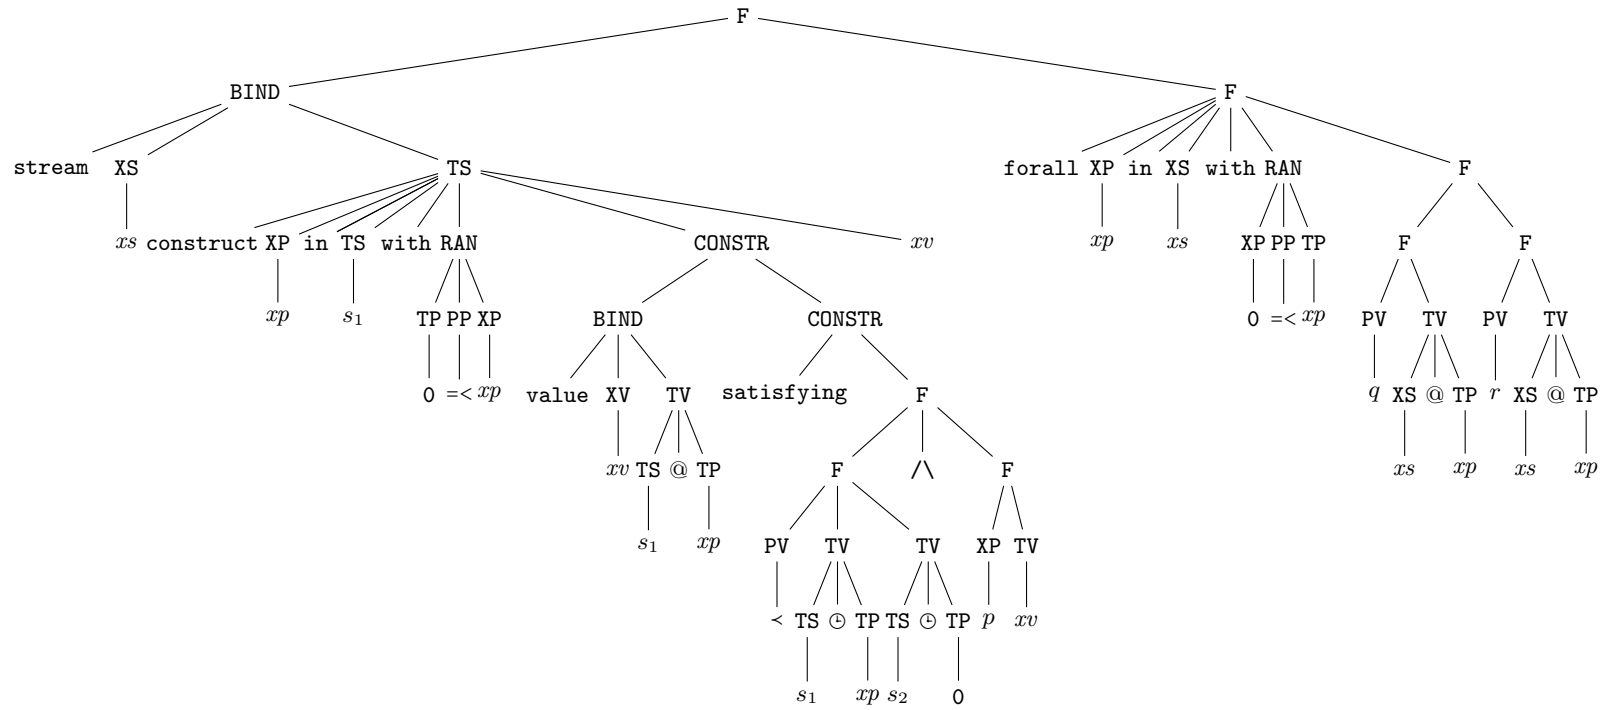 F
BIND F
stream XS TS forall XP in XS with RAN F
xs construct XP in TS with RAN CONSTR xv xp xs XP PP TP F F
xp s₁ TP PP XP BIND CONSTR 0 =< xp PV TV PV TV
0 =< xp value XV TV satisfying F q XS @ TP r XS @ TP
xv TS @ TP F /\ F xs xp xs xp
s₁ xp PV TV TV XP TV
≺ TS 🕒 TP TS 🕒 TP p xv
s₁ xp s₂ 0